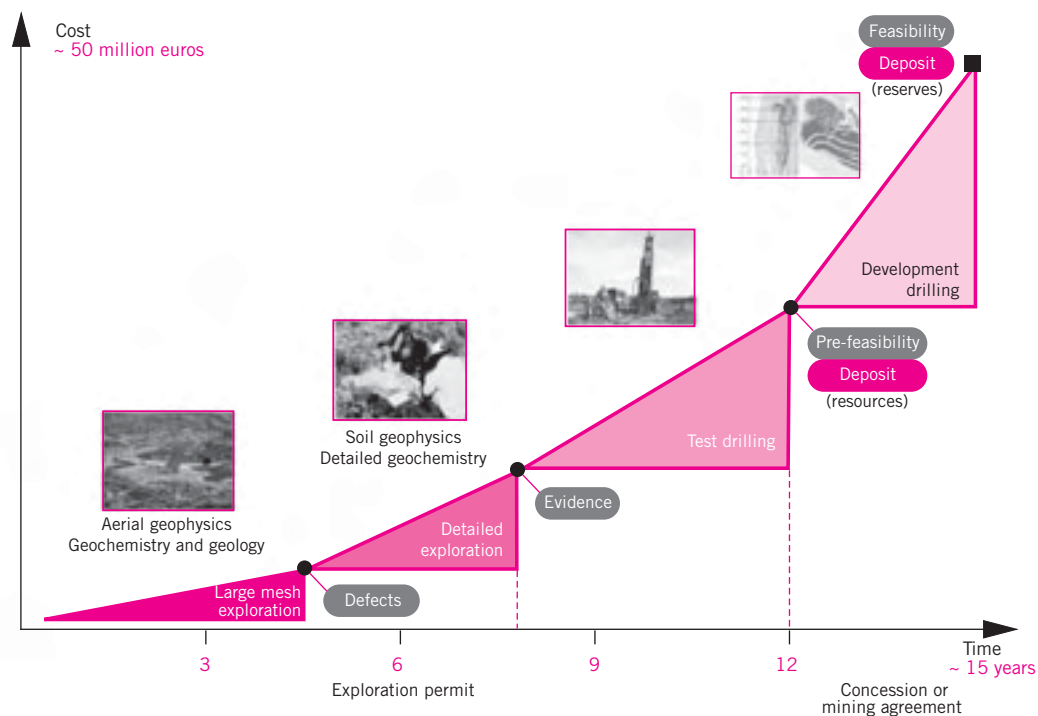 Cost
~ 50 million euros
Feasibility
Deposit
(reserves)
Development
drilling
Pre-feasibility
Deposit
(resources)
Test drilling
Soil geophysics
Detailed geochemistry
Evidence
Detailed
exploration
Aerial geophysics
Geochemistry and geology
Large mesh
exploration
Defects
3
6
9
12
Time
~ 15 years
Exploration permit
Concession or
mining agreement